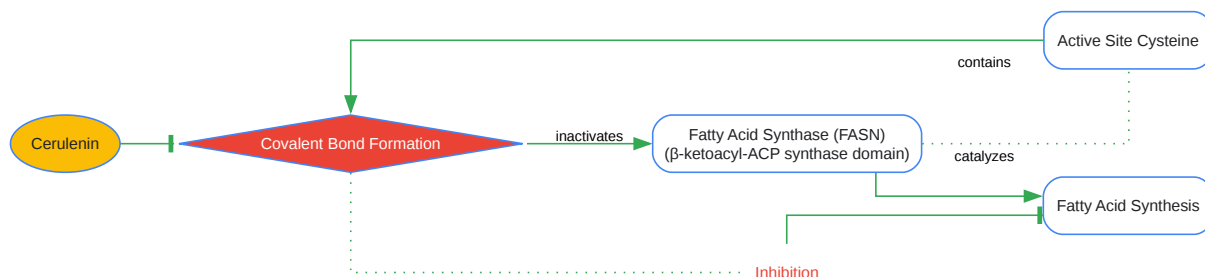 Active Site Cysteine
contains
Cerulenin
Covalent Bond Formation
inactivates
Fatty Acid Synthase (FASN)
(β-ketoacyl-ACP synthase domain)
catalyzes
Fatty Acid Synthesis
Inhibition